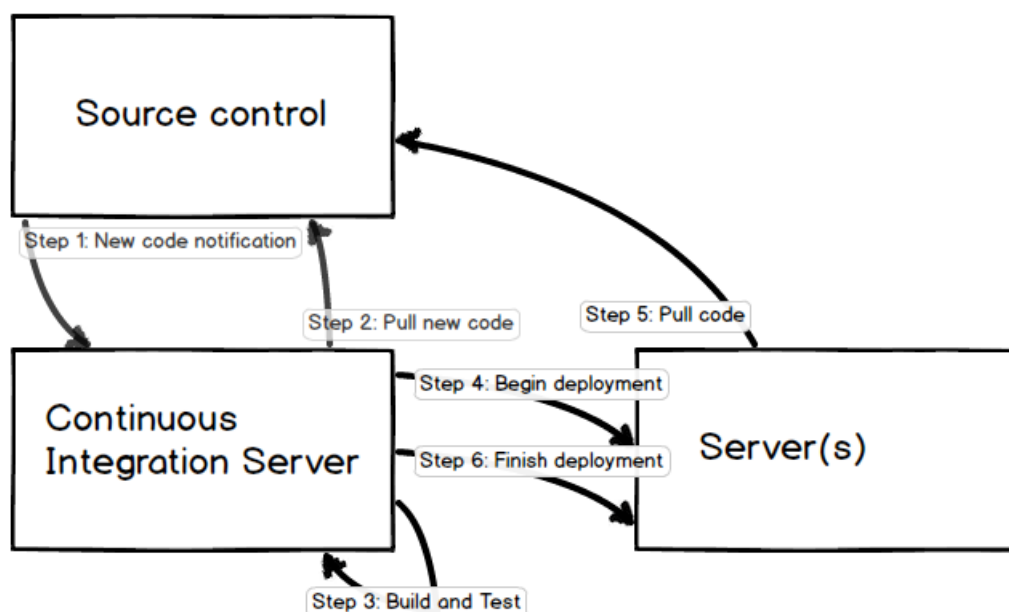 Source control
Step 1: New code notification
Step 2: Pull new code
Step 5: Pull code
Step 4: Begin deployment
Continuous
Integration Server
Server(s)
Step 6: Finish deployment
Step 3: Build and Test